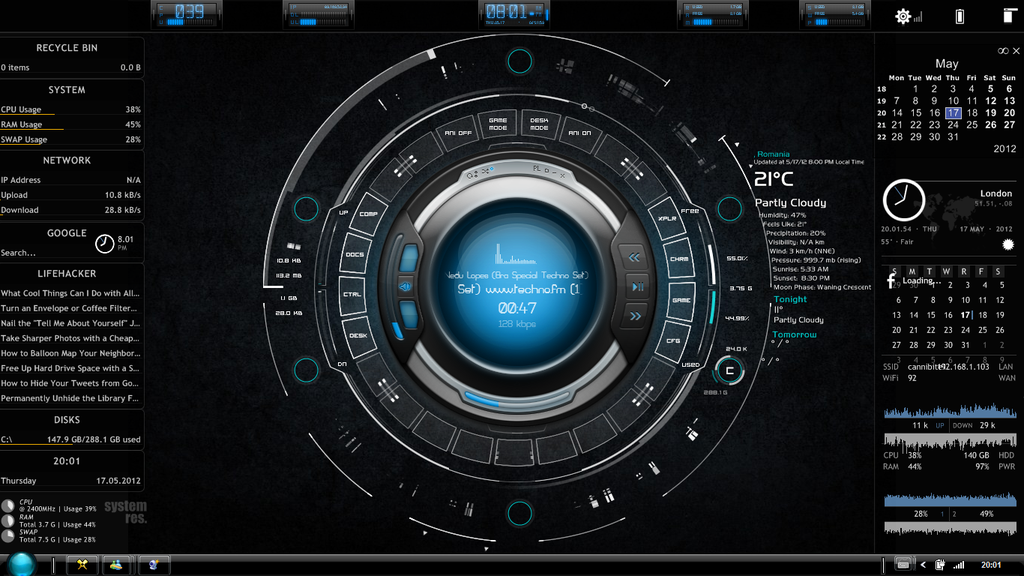 039
08:01
RECYCLE BIN
0 items 0.0 B
SYSTEM
CPU Usage 38%
RAM Usage 45%
SWAP Usage 28%
NETWORK
IP Address N/A
Upload 10.8 kB/s
Download 28.8 kB/s
GOOGLE
Search...
8.01
PM
LIFEHACKER
What Cool Things Can I Do with All...
Turn an Envelope or Coffee Filter...
Nail the "Tell Me About Yourself" J...
Take Sharper Photos with a Cheap...
How to Balloon Map Your Neighbor...
Free Up Hard Drive Space with a S...
How to Hide Your Tweets from Go...
Permanently Unhide the Library F...
DISKS
C:\ 147.9 GB/288.1 GB used
20:01
Thursday 17.05.2012
CPU
@ 2400MHz | Usage 39%
RAM
Total 3.7 G | Usage 44%
SWAP
Total 7.5 G | Usage 28%
system
res.
ANI OFF
GAME
MODE
DESK
MODE
ANI ON
UP
COMP
DOCS
CTRL
DESK
DN
10.8 KB
113.2 MB
1.1 GB
28.0 KB
XPLR
FREE
CHRM
GAME
CFG
USED
55.01%
3.75 G
44.99%
24.0 K
C
288.1 G
Vedu Lopes (Bro Special Techno Set)
Set) www.techno.fm (1
00:47
128 kbps
Romania
Updated at 5/17/12 8:00 PM Local Time
21°C
Partly Cloudy
Humidity: 47%
Feels Like: 21°
Precipitation: 20%
Visibility: N/A km
Wind: 3 km/h (NNE)
Pressure: 999.7 mb (rising)
Sunrise: 5:33 AM
Sunset: 8:30 PM
Moon Phase: Waning Crescent
Tonight
11°
Partly Cloudy
Tomorrow
° / °
May
Mon Tue Wed Thu Fri Sat Sun
18 1 2 3 4 5 6
19 7 8 9 10 11 12 13
20 14 15 16 17 18 19 20
21 21 22 23 24 25 26 27
22 28 29 30 31
2012
London
51.51, -.08
20.01.54 · THU 17 MAY · 2012
55° · Fair
S M T W T F S
Loading...
6 7 8 9 10 11 12
13 14 15 16 17 18 19
20 21 22 23 24 25 26
27 28 29 30 31 1 2
3 4 5 6 7 8 9
SSID 192.168.1.103 LAN
WiFi 92 WAN
11 k UP DOWN 29 k
CPU 38% 140 GB HDD
RAM 44% 97% PWR
28% 1 2 49%
20:01